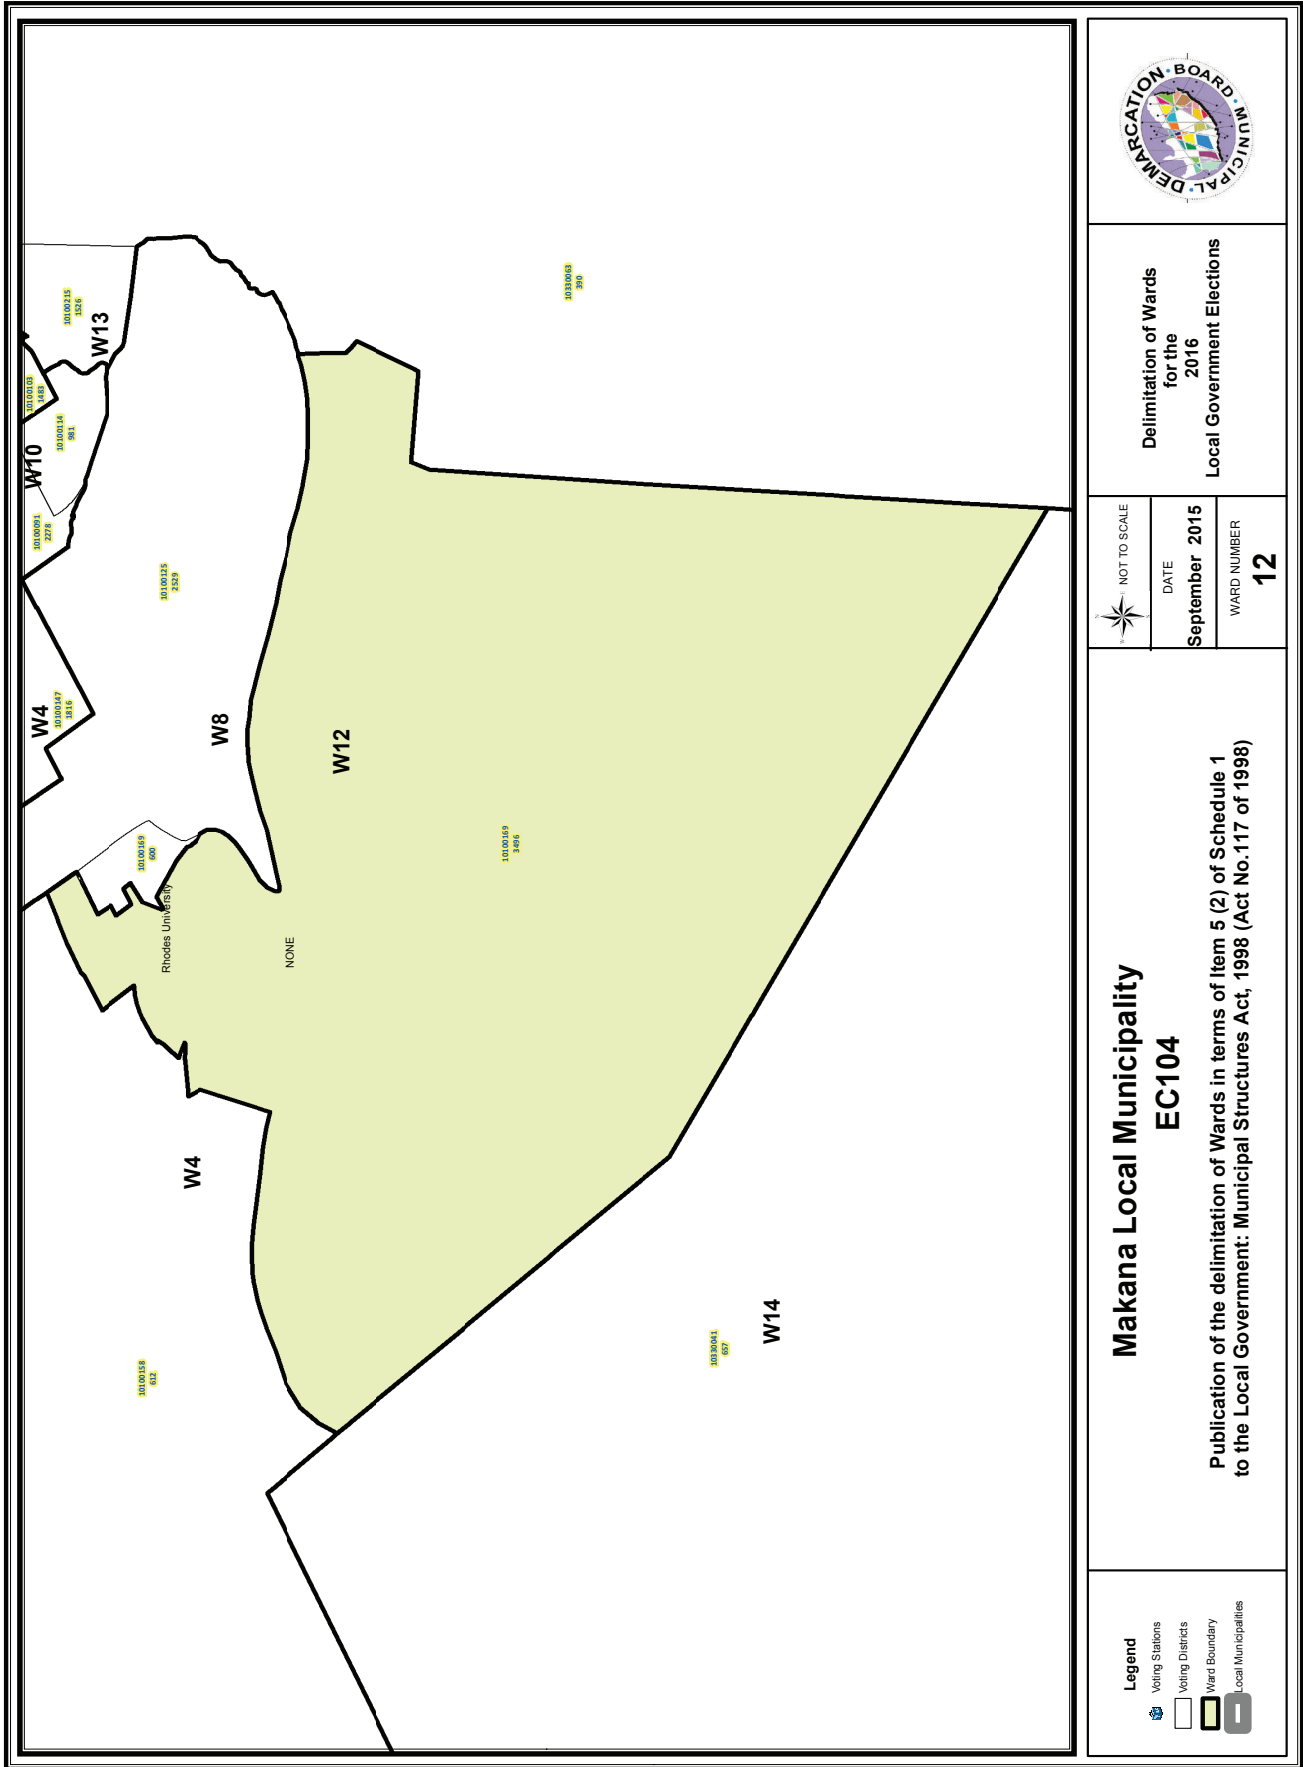 10100103
1483
W10
10100215
1526
W13
10100114
981
10100091
2278
W4
10100147
1816
10100125
2529
W8
10100169
600
Rhodes University
NONE
W12
10100169
3496
10330063
390
W4
10100158
612
10330041
657
W14
Legend
Voting Stations
Voting Districts
Ward Boundary
Local Municipalities
Makana Local Municipality
EC104
Publication of the delimitation of Wards in terms of Item 5 (2) of Schedule 1
to the Local Government: Municipal Structures Act, 1998 (Act No.117 of 1998)
NOT TO SCALE
DATE
September 2015
WARD NUMBER
12
Delimitation of Wards
for the
2016
Local Government Elections
MUNICIPAL DEMARCATION BOARD